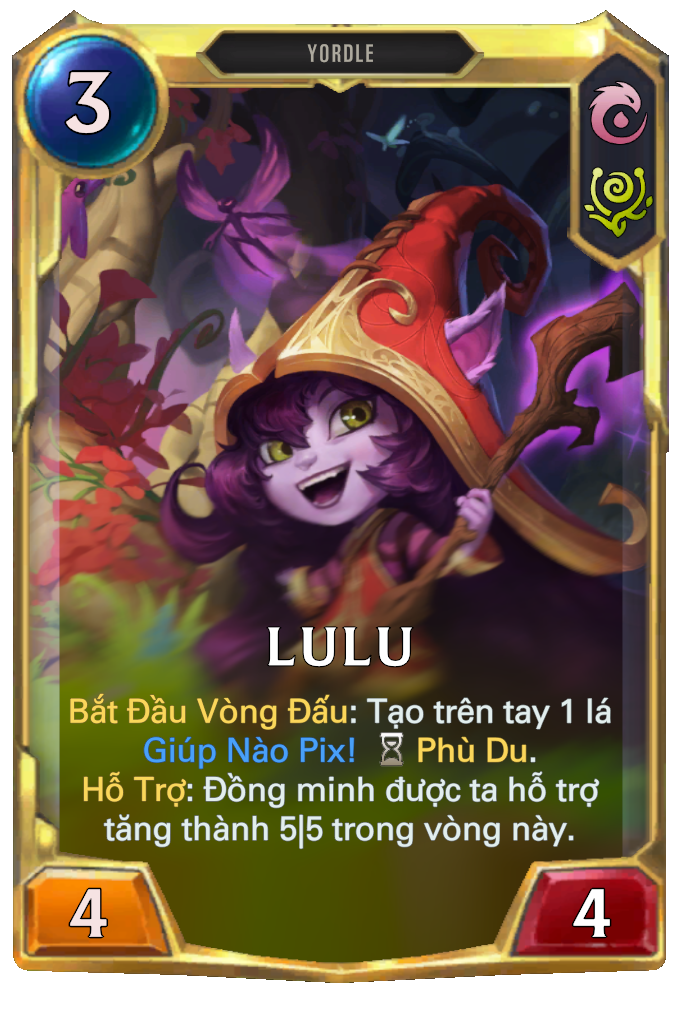 YORDLE
3
LULU
Bắt Đầu Vòng Đấu: Tạo trên tay 1 lá
Giúp Nào Pix! Phù Du.
Hỗ Trợ: Đồng minh được ta hỗ trợ
tăng thành 5|5 trong vòng này.
4
4